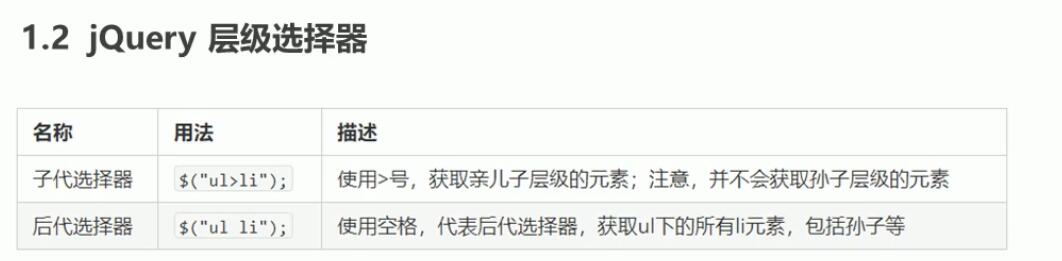 1.2 jQuery 层级选择器
名称 用法 描述
子代选择器 $("ul>li"); 使用>号，获取亲儿子层级的元素；注意，并不会获取孙子层级的元素
后代选择器 $("ul li"); 使用空格，代表后代选择器，获取ul下的所有li元素，包括孙子等